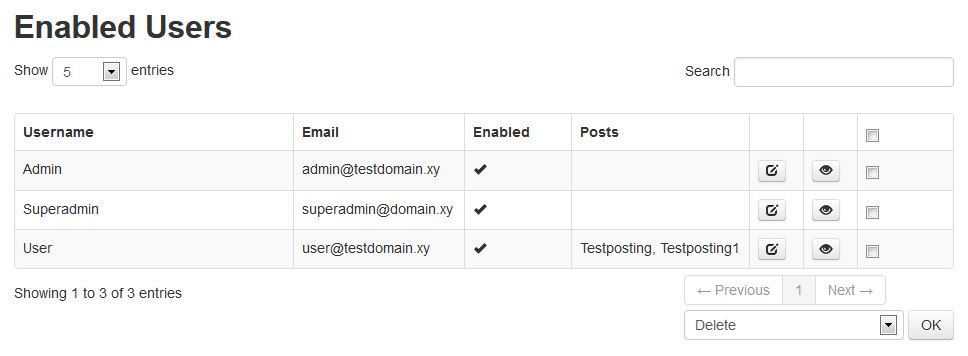 Enabled Users
Show 5 entries Search
Username Email Enabled Posts
Admin admin@testdomain.xy
Superadmin superadmin@domain.xy
User user@testdomain.xy Testposting, Testposting1
Showing 1 to 3 of 3 entries ← Previous 1 Next →
Delete OK